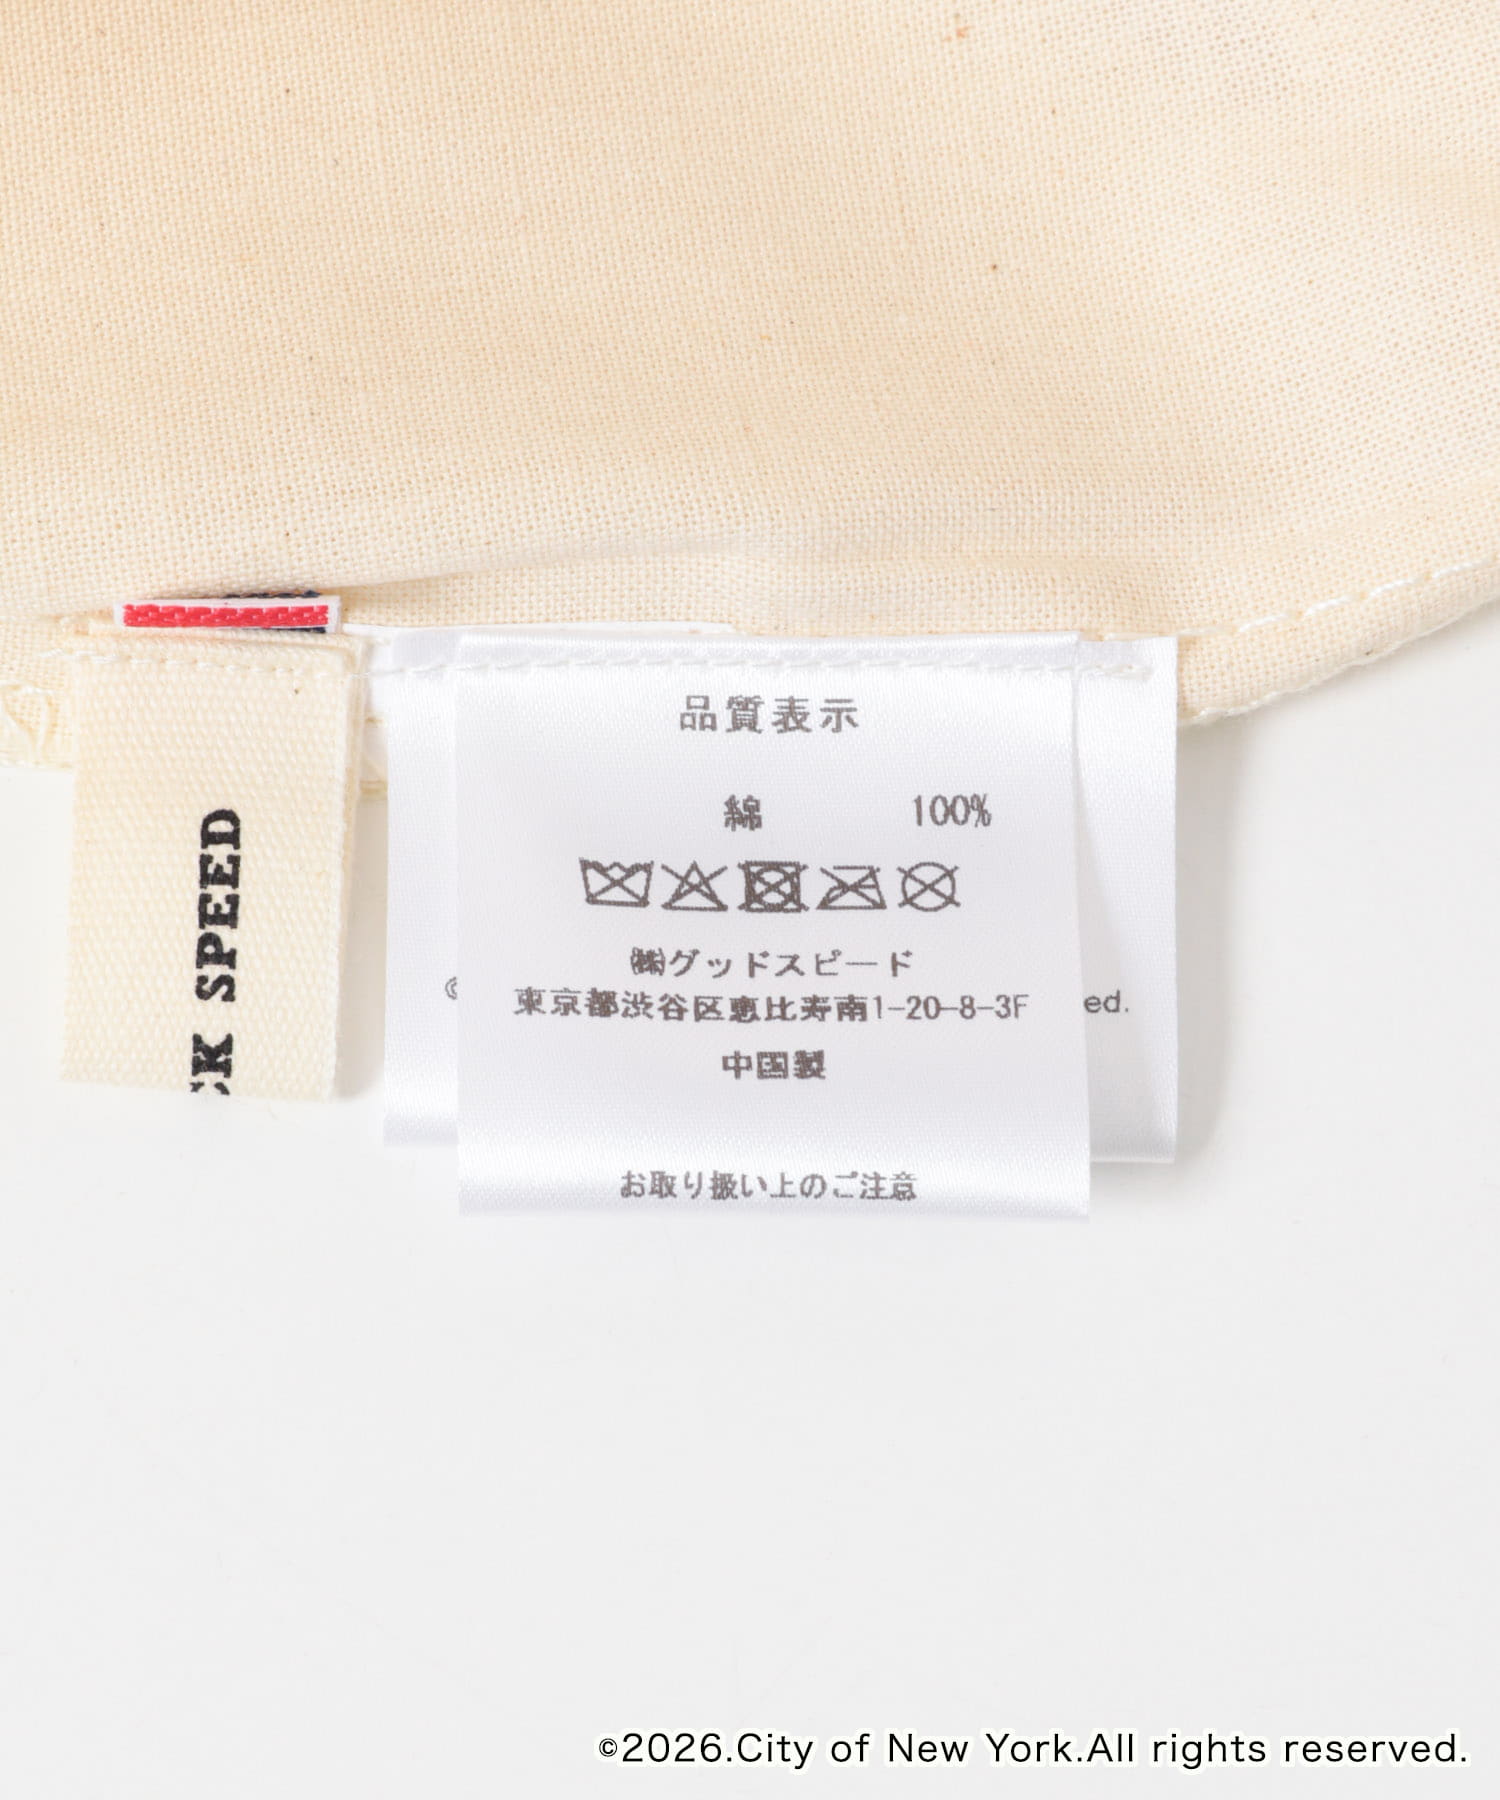 品質表示
綿 100%
㈱グッドスピード
東京都渋谷区恵比寿南1-20-8-3F
中国製
お取り扱い上のご注意
CK SPEED
©
ed.
©2026.City of New York.All rights reserved.